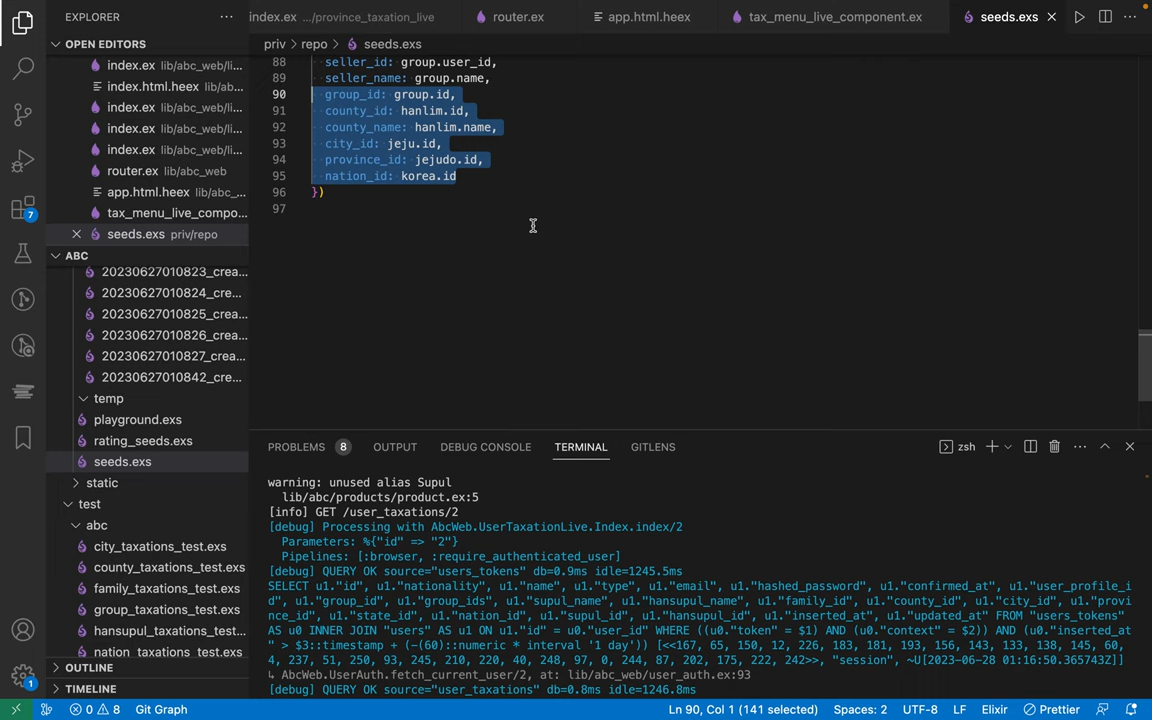 EXPLORER
index.ex .../province_taxation_live
router.ex
app.html.heex
tax_menu_live_component.ex
seeds.exs
OPEN EDITORS
index.ex lib/abc_web/li...
index.html.heex lib/ab...
index.ex lib/abc_web/li...
index.ex lib/abc_web/li...
index.ex lib/abc_web/li...
router.ex lib/abc_web
app.html.heex lib/abc_...
tax_menu_live_compo...
seeds.exs priv/repo
ABC
20230627010823_crea...
20230627010824_cre...
20230627010825_crea...
20230627010826_crea...
20230627010827_crea...
20230627010842_crea...
temp
playground.exs
rating_seeds.exs
seeds.exs
static
test
abc
city_taxations_test.exs
county_taxations_test.exs
family_taxations_test.exs
group_taxations_test.exs
hansupul_taxations_test...
nation_taxations_test.exs
OUTLINE
TIMELINE
7
1
priv > repo > seeds.exs
88 seller_id: group.user_id,
89 seller_name: group.name,
90 group_id: group.id,
91 county_id: hanlim.id,
92 county_name: hanlim.name,
93 city_id: jeju.id,
94 province_id: jejudo.id,
95 nation_id: korea.id
96 })
97
PROBLEMS 8 OUTPUT DEBUG CONSOLE TERMINAL GITLENS
zsh
warning: unused alias Supul
lib/abc/products/product.ex:5
[info] GET /user_taxations/2
[debug] Processing with AbcWeb.UserTaxationLive.Index.index/2
Parameters: %{"id" => "2"}
Pipelines: [:browser, :require_authenticated_user]
[debug] QUERY OK source="users_tokens" db=0.9ms idle=1245.5ms
SELECT u1."id", u1."nationality", u1."name", u1."type", u1."email", u1."hashed_password", u1."confirmed_at", u1."user_profile_i
d", u1."group_id", u1."group_ids", u1."supul_name", u1."hansupul_name", u1."family_id", u1."county_id", u1."city_id", u1."provi
nce_id", u1."state_id", u1."nation_id", u1."supul_id", u1."hansupul_id", u1."inserted_at", u1."updated_at" FROM "users_tokens"
AS u0 INNER JOIN "users" AS u1 ON u1."id" = u0."user_id" WHERE ((u0."token" = $1) AND (u0."context" = $2)) AND (u0."inserted_at
" > $3::timestamp + (-(60)::numeric * interval '1 day')) [<<167, 65, 150, 12, 226, 183, 181, 193, 156, 143, 133, 138, 145, 60,
4, 237, 51, 250, 93, 245, 210, 220, 40, 248, 97, 0, 244, 87, 202, 175, 222, 242>>, "session", ~U[2023-06-28 01:16:50.365743Z]]
↳ AbcWeb.UserAuth.fetch_current_user/2, at: lib/abc_web/user_auth.ex:93
[debug] QUERY OK source="user_taxations" db=0.8ms idle=1246.8ms
0 8 Git Graph
Ln 90, Col 1 (141 selected) Spaces: 2 UTF-8 LF Elixir Prettier